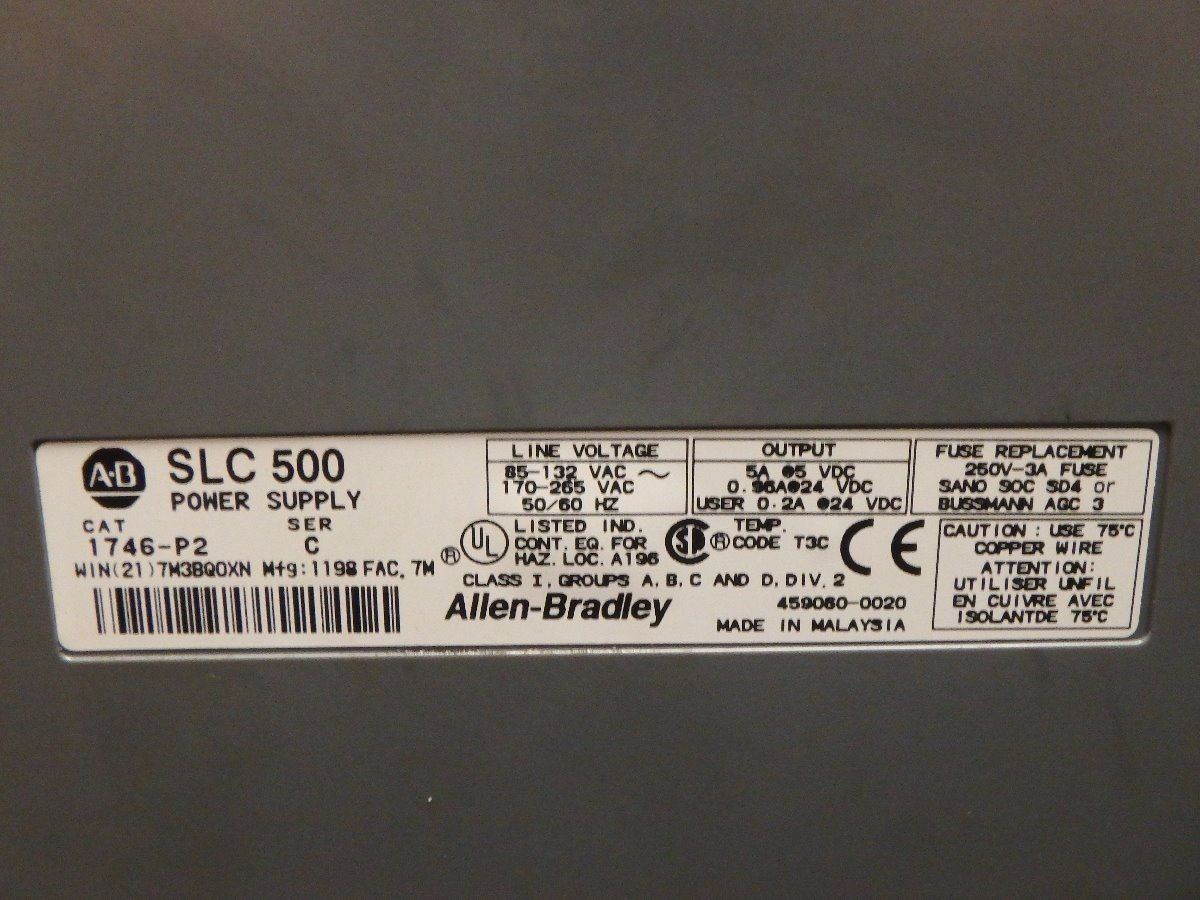 A-B
SLC 500
POWER SUPPLY
CAT SER
1746-P2 C
WIN(21)7M3BQ0XN Mfg:1198 FAC. 7M
LINE VOLTAGE
85-132 VAC ~
170-265 VAC
50/60 HZ
OUTPUT
5A @5 VDC
0.96A@24 VDC
USER 0.2A @24 VDC
FUSE REPLACEMENT
250V-3A FUSE
SANO SOC SD4 or
BUSSMANN AGC 3
UL ®
LISTED IND.
CONT. EQ. FOR
HAZ. LOC. A196
®
TEMP.
CODE T3C
CE
CLASS I, GROUPS A, B, C AND D, DIV. 2
Allen-Bradley
459060-0020
MADE IN MALAYSIA
CAUTION : USE 75°C
COPPER WIRE
ATTENTION:
UTILISER UNFIL
EN CUIVRE AVEC
ISOLANTDE 75°C